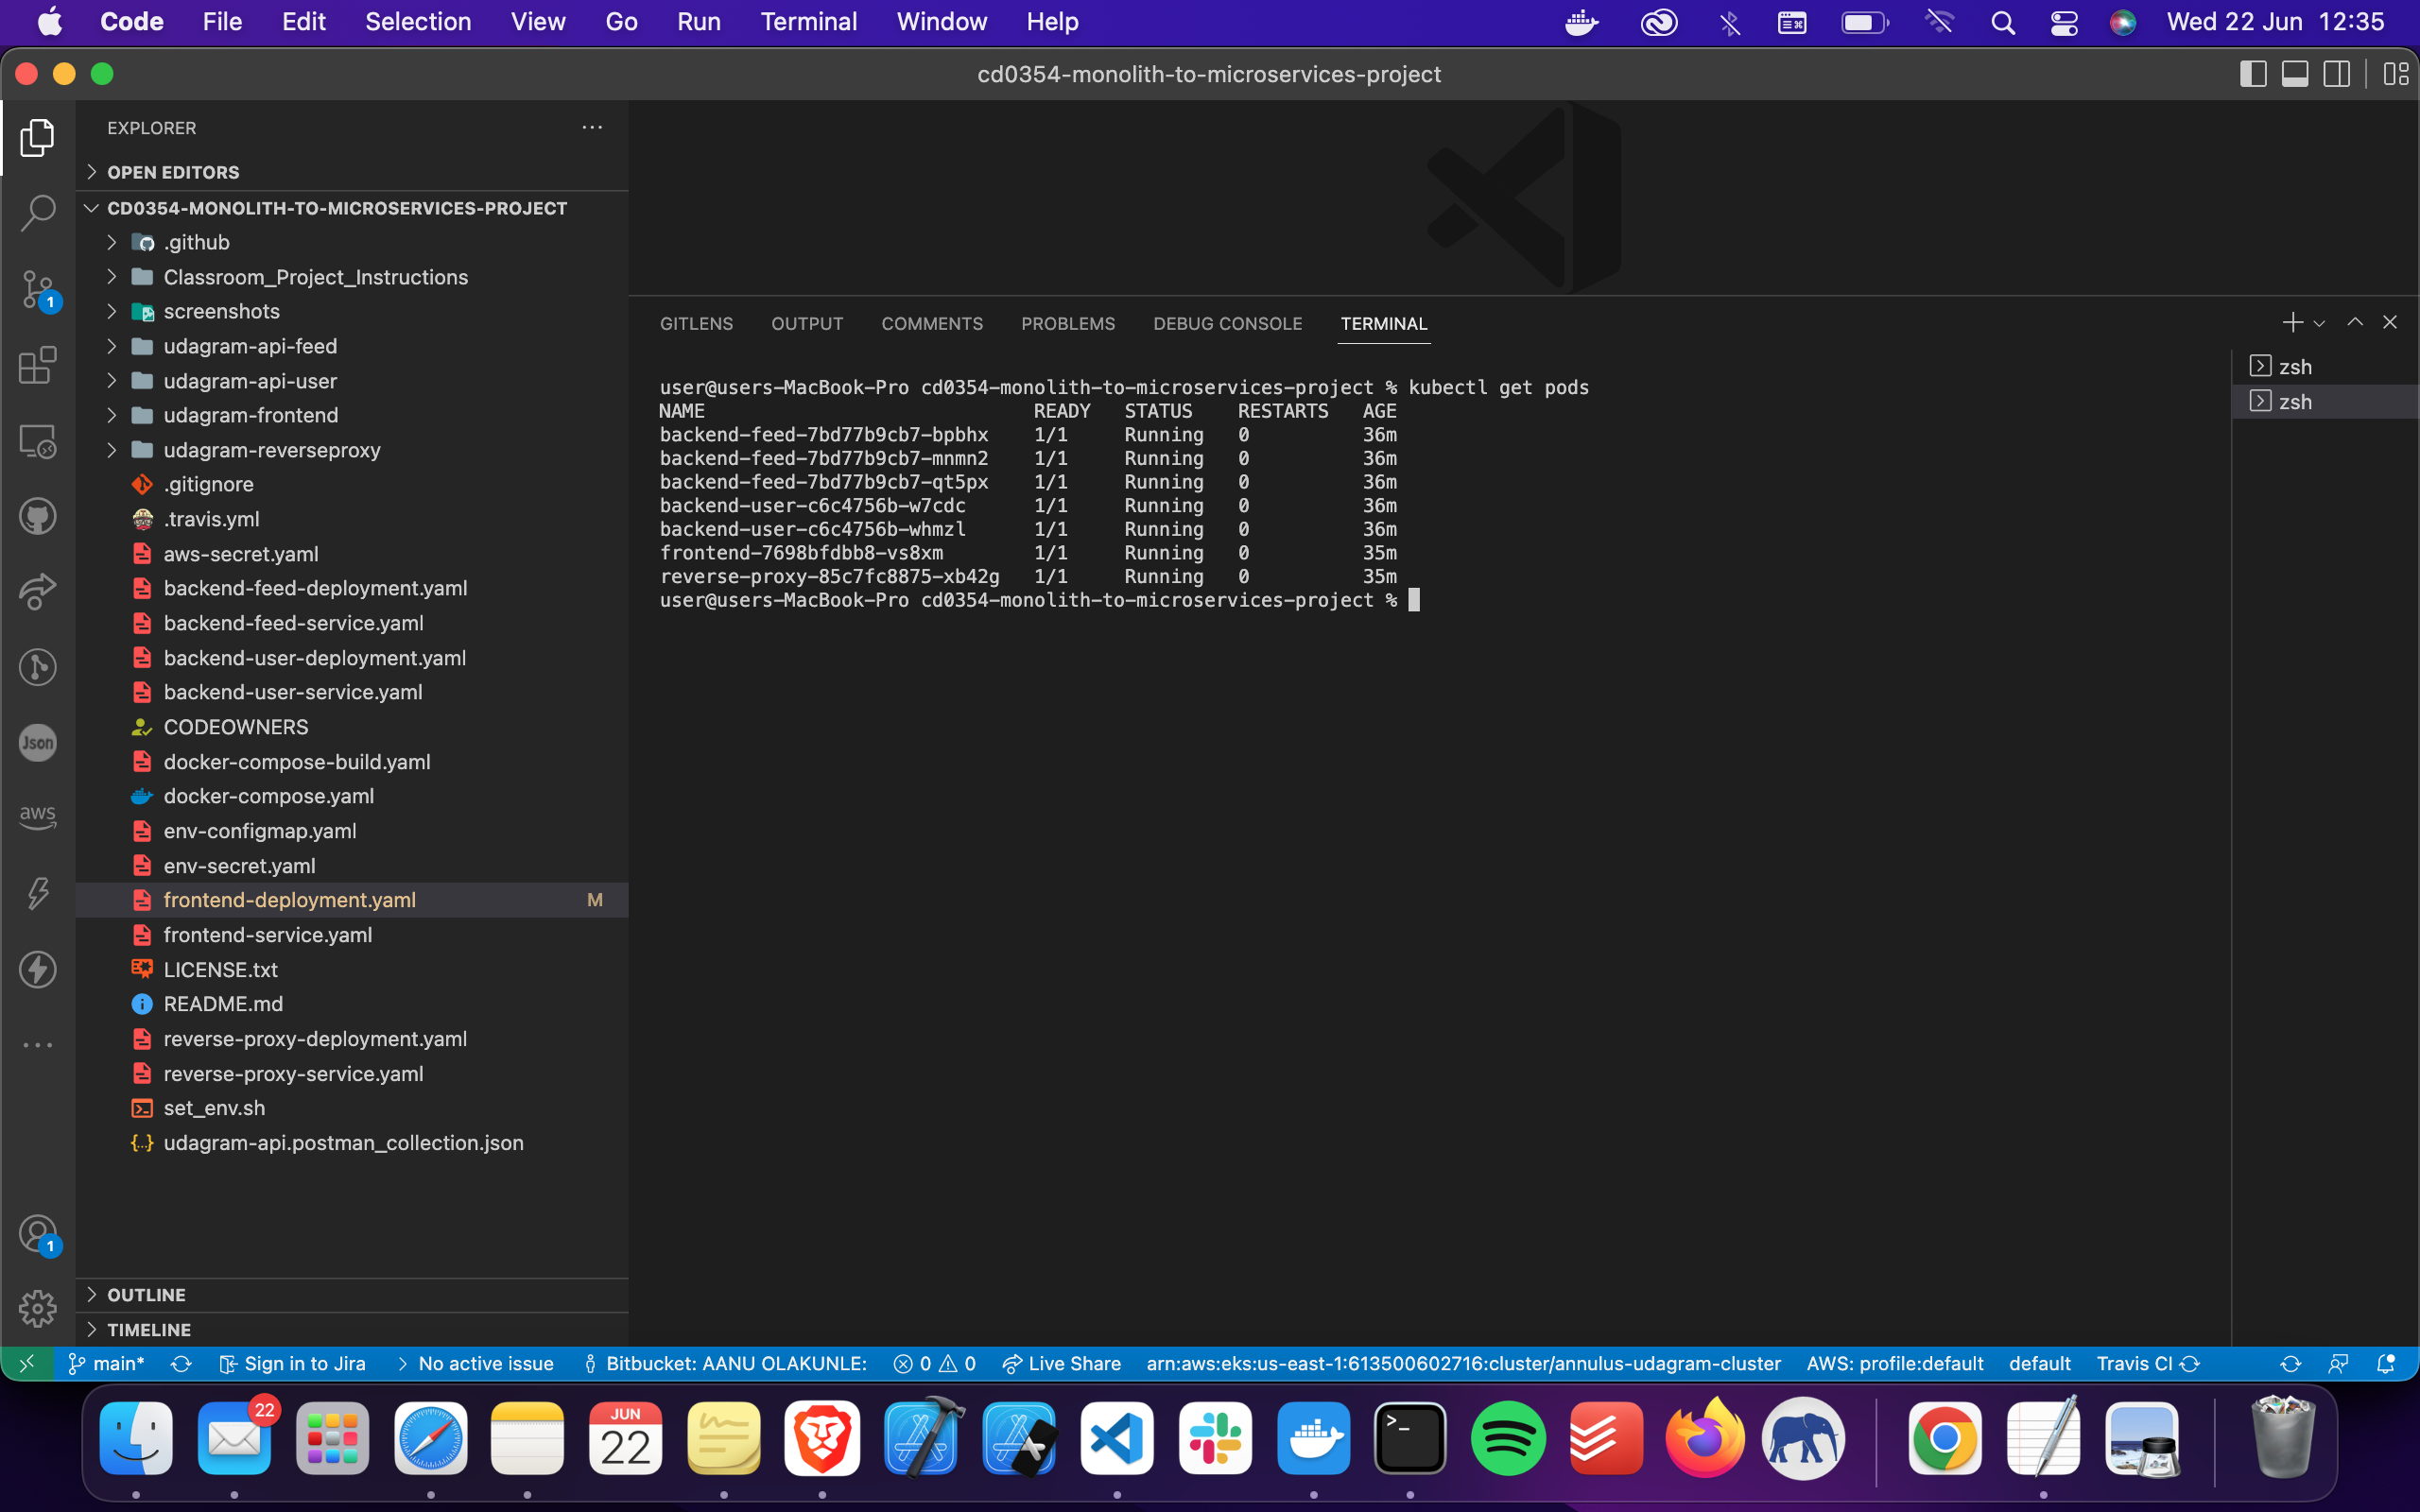 Code File Edit Selection View Go Run Terminal Window Help Wed 22 Jun 12:35
cd0354-monolith-to-microservices-project
EXPLORER
OPEN EDITORS
CD0354-MONOLITH-TO-MICROSERVICES-PROJECT
.github
Classroom_Project_Instructions
screenshots
udagram-api-feed
udagram-api-user
udagram-frontend
udagram-reverseproxy
.gitignore
.travis.yml
aws-secret.yaml
backend-feed-deployment.yaml
backend-feed-service.yaml
backend-user-deployment.yaml
backend-user-service.yaml
CODEOWNERS
docker-compose-build.yaml
docker-compose.yaml
env-configmap.yaml
env-secret.yaml
frontend-deployment.yaml M
frontend-service.yaml
LICENSE.txt
README.md
reverse-proxy-deployment.yaml
reverse-proxy-service.yaml
set_env.sh
udagram-api.postman_collection.json
OUTLINE
TIMELINE
1
Json
aws
1
GITLENS OUTPUT COMMENTS PROBLEMS DEBUG CONSOLE TERMINAL
user@users-MacBook-Pro cd0354-monolith-to-microservices-project % kubectl get pods
NAME READY STATUS RESTARTS AGE
backend-feed-7bd77b9cb7-bpbhx 1/1 Running 0 36m
backend-feed-7bd77b9cb7-mnmn2 1/1 Running 0 36m
backend-feed-7bd77b9cb7-qt5px 1/1 Running 0 36m
backend-user-c6c4756b-w7cdc 1/1 Running 0 36m
backend-user-c6c4756b-whmzl 1/1 Running 0 36m
frontend-7698bfdbb8-vs8xm 1/1 Running 0 35m
reverse-proxy-85c7fc8875-xb42g 1/1 Running 0 35m
user@users-MacBook-Pro cd0354-monolith-to-microservices-project %
zsh
zsh
main* Sign in to Jira No active issue Bitbucket: AANU OLAKUNLE: 0 0 Live Share arn:aws:eks:us-east-1:613500602716:cluster/annulus-udagram-cluster AWS: profile:default default Travis CI
22
JUN
22